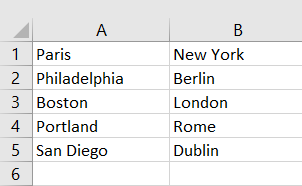 A B
1 Paris New York
2 Philadelphia Berlin
3 Boston London
4 Portland Rome
5 San Diego Dublin
6